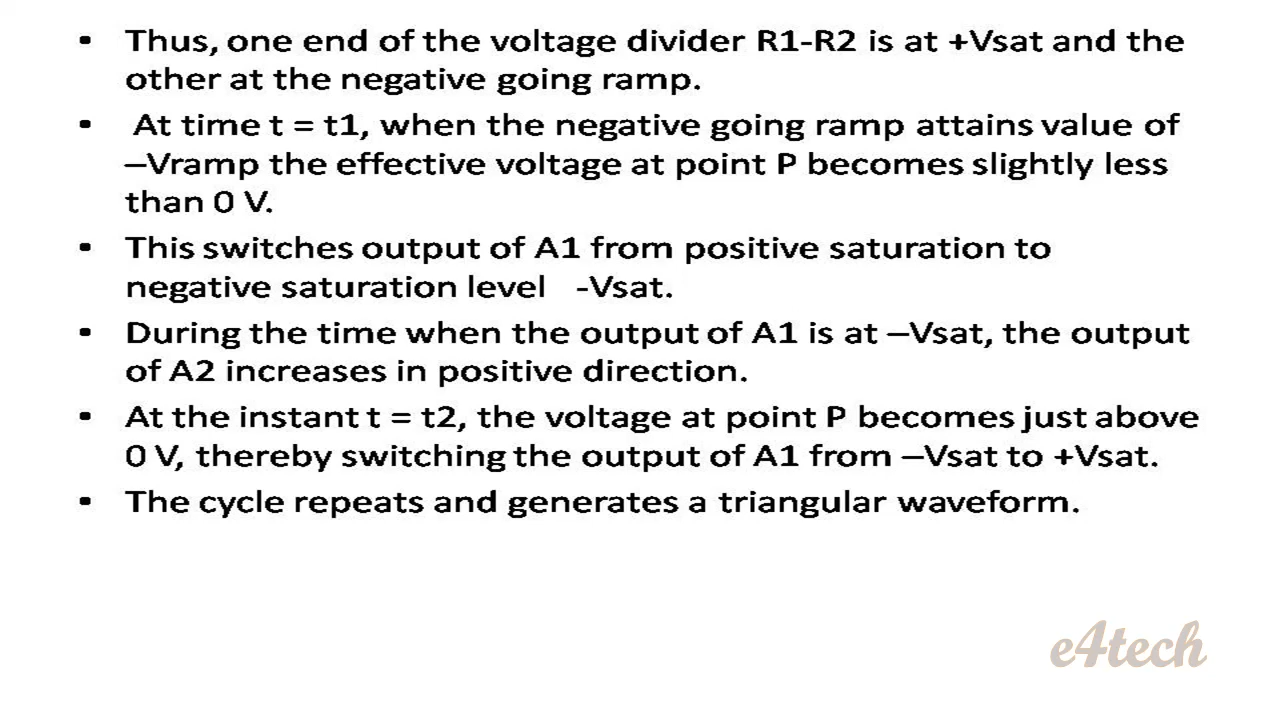 • Thus, one end of the voltage divider R1-R2 is at +Vsat and the
other at the negative going ramp.
• At time t = t1, when the negative going ramp attains value of
–Vramp the effective voltage at point P becomes slightly less
than 0 V.
• This switches output of A1 from positive saturation to
negative saturation level -Vsat.
• During the time when the output of A1 is at –Vsat, the output
of A2 increases in positive direction.
• At the instant t = t2, the voltage at point P becomes just above
0 V, thereby switching the output of A1 from –Vsat to +Vsat.
• The cycle repeats and generates a triangular waveform.
e4tech